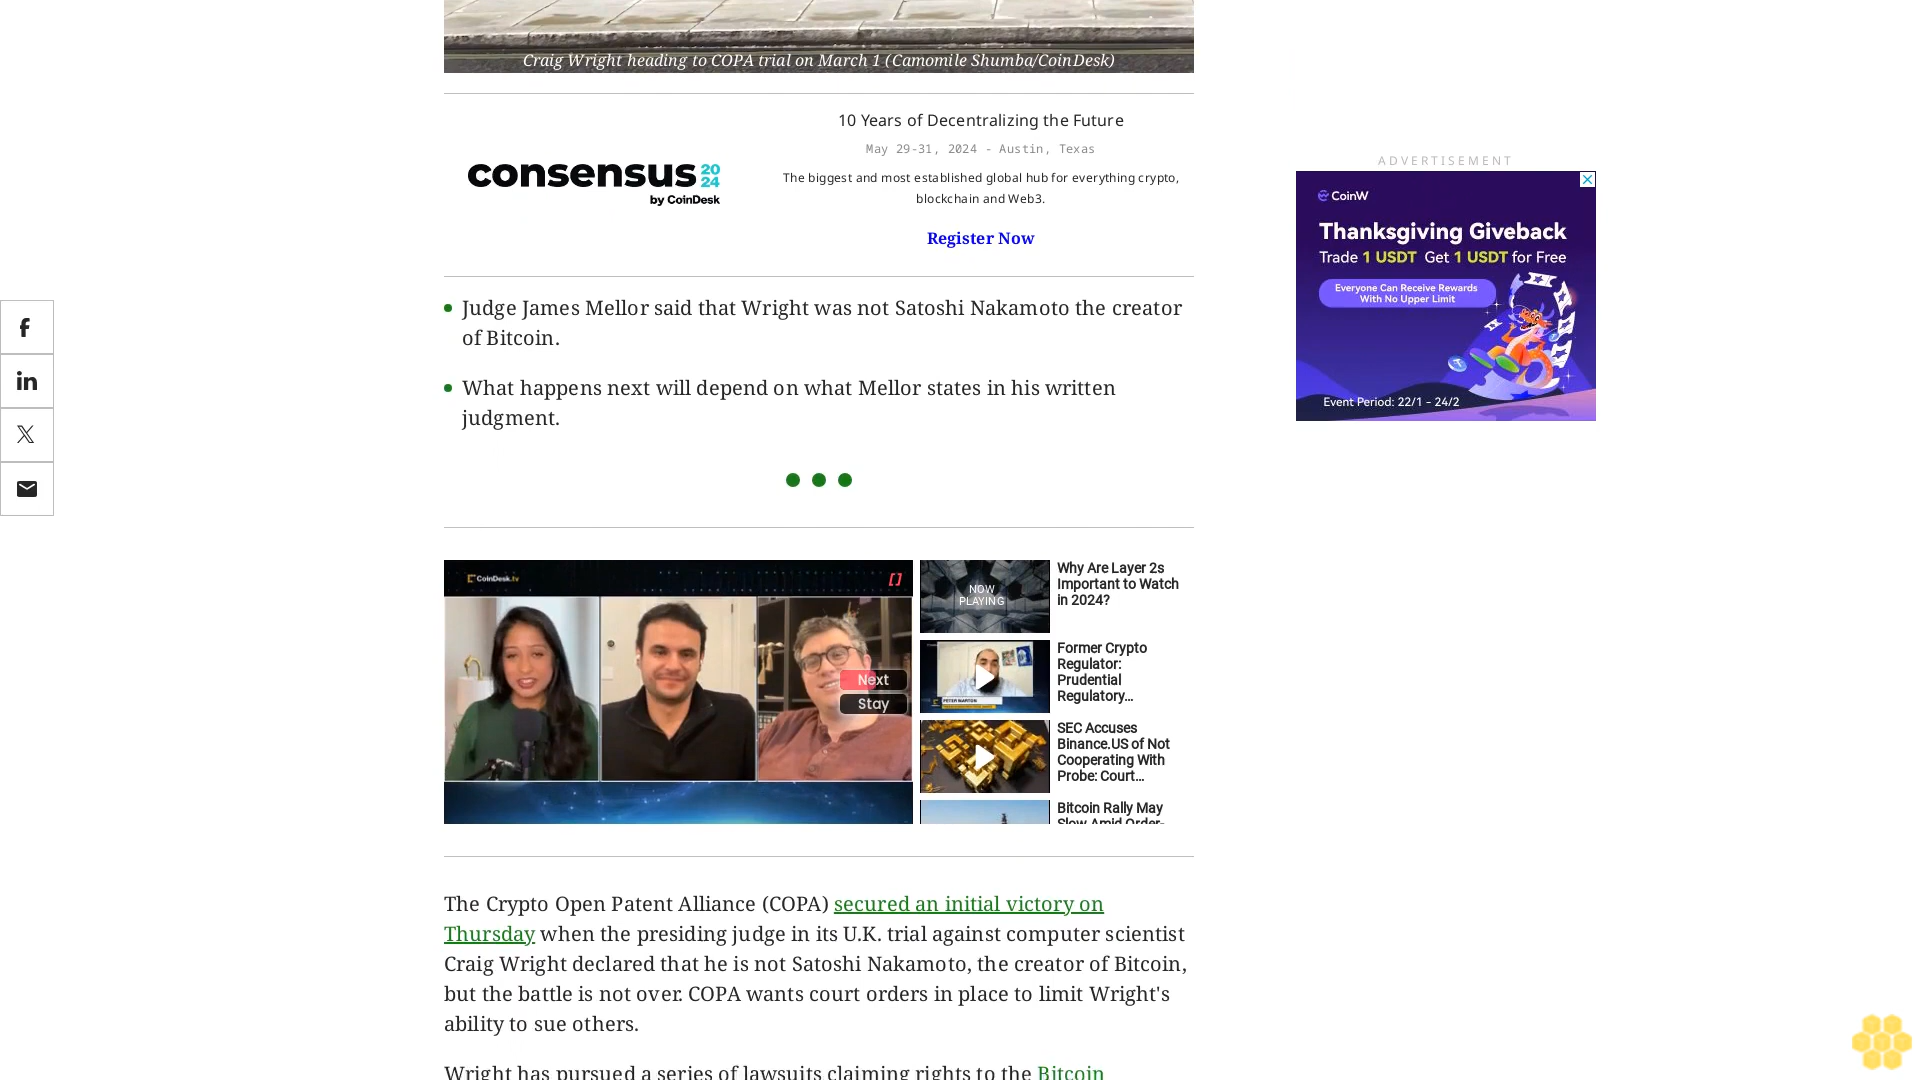 Craig Wright heading to COPA trial on March 1 (Camomile Shumba/CoinDesk)
consensus 2024
by CoinDesk
10 Years of Decentralizing the Future
May 29-31, 2024 - Austin, Texas
The biggest and most established global hub for everything crypto,
blockchain and Web3.
Register Now
ADVERTISEMENT
CoinW
Thanksgiving Giveback
Trade 1 USDT Get 1 USDT for Free
Everyone Can Receive Rewards
With No Upper Limit
Event Period: 22/1 - 24/2
f
in
X
Judge James Mellor said that Wright was not Satoshi Nakamoto the creator
of Bitcoin.
What happens next will depend on what Mellor states in his written
judgment.
CoinDesk.tv
Next
Stay
NOW
PLAYING
Why Are Layer 2s
Important to Watch
in 2024?
Former Crypto
Regulator:
Prudential
Regulatory...
PETER MARTON
SEC Accuses
Binance.US of Not
Cooperating With
Probe: Court...
Bitcoin Rally May
Slow Amid Order-
The Crypto Open Patent Alliance (COPA) secured an initial victory on
Thursday when the presiding judge in its U.K. trial against computer scientist
Craig Wright declared that he is not Satoshi Nakamoto, the creator of Bitcoin,
but the battle is not over. COPA wants court orders in place to limit Wright's
ability to sue others.
Wright has pursued a series of lawsuits claiming rights to the Bitcoin